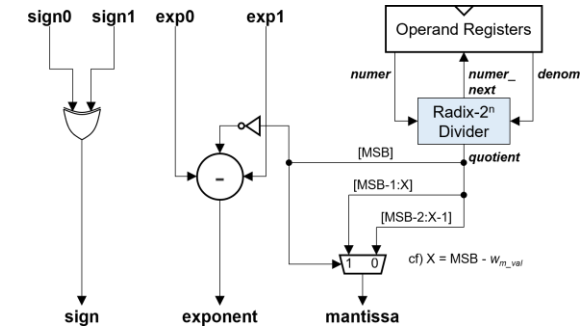 sign0 sign1 exp0 exp1
Operand Registers
numer numer_ denom
next
Radix-2ⁿ
Divider
[MSB] quotient
-
[MSB-1:X]
[MSB-2:X-1]
1 0 cf) X = MSB - w_m_val
sign exponent mantissa